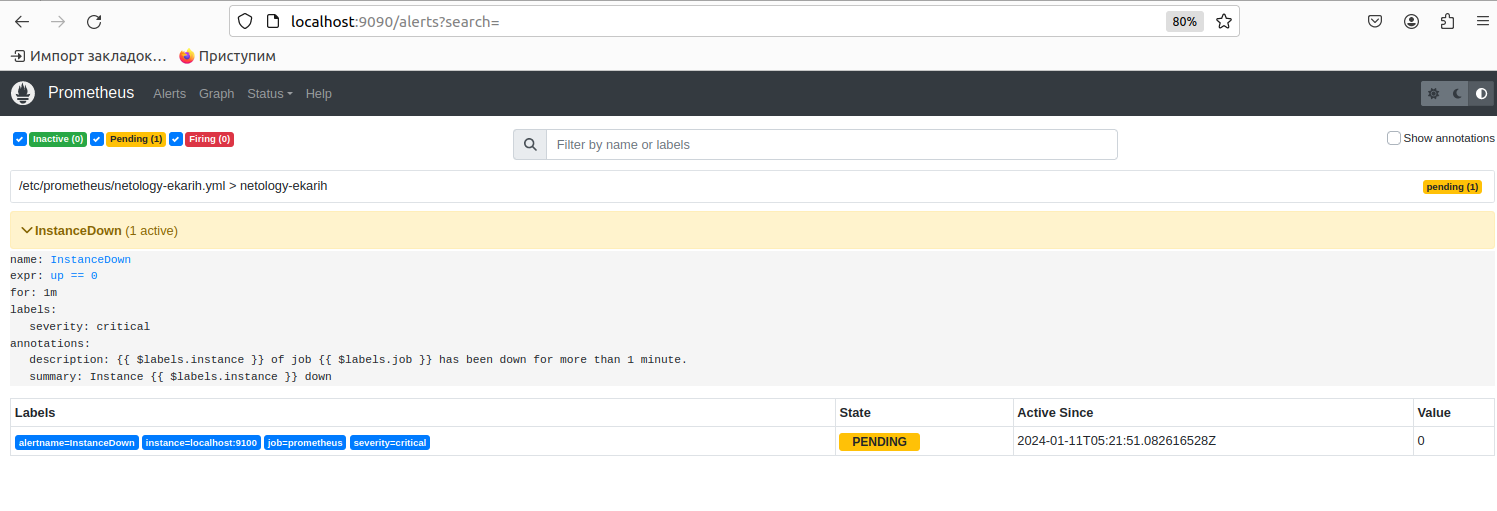 localhost:9090/alerts?search= 80%
Импорт закладок… Приступим
Prometheus Alerts Graph Status Help
Inactive (0) Pending (1) Firing (0) Filter by name or labels Show annotations
/etc/prometheus/netology-ekarih.yml > netology-ekarih pending (1)
InstanceDown (1 active)
name: InstanceDown
expr: up == 0
for: 1m
labels:
severity: critical
annotations:
description: {{ $labels.instance }} of job {{ $labels.job }} has been down for more than 1 minute.
summary: Instance {{ $labels.instance }} down
Labels State Active Since Value
alertname=InstanceDown instance=localhost:9100 job=prometheus severity=critical PENDING 2024-01-11T05:21:51.082616528Z 0